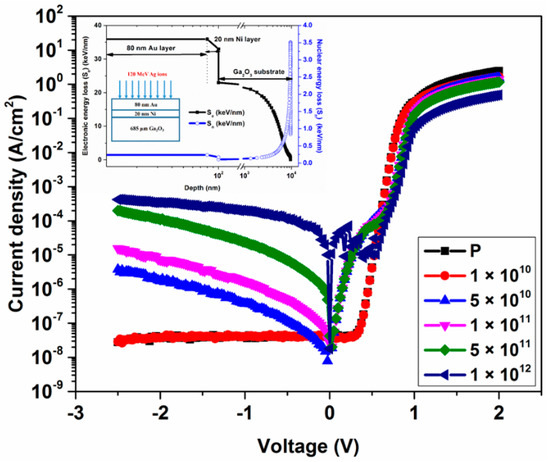 Current density (A/cm²)
10¹
10⁰
10⁻¹
10⁻²
10⁻³
10⁻⁴
10⁻⁵
10⁻⁶
10⁻⁷
10⁻⁸
10⁻⁹
-3
-2
-1
0
1
2
Voltage (V)
P
1 × 10¹⁰
5 × 10¹⁰
1 × 10¹¹
5 × 10¹¹
1 × 10¹²
Electronic energy loss (Sₑ) (keV/nm)
40
35
30
25
20
15
10
5
0
80 nm Au layer
20 nm Ni layer
Ga₂O₃ substrate
120 MeV Ag ions
80 nm Au
20 nm Ni
Sₑ (keV/nm)
Sₙ (keV/nm)
10²
10³
10⁴
Depth (nm)
4.0
3.5
3.0
2.5
2.0
1.5
1.0
0.5
0.0
Nuclear energy loss (Sₙ) (keV/nm)